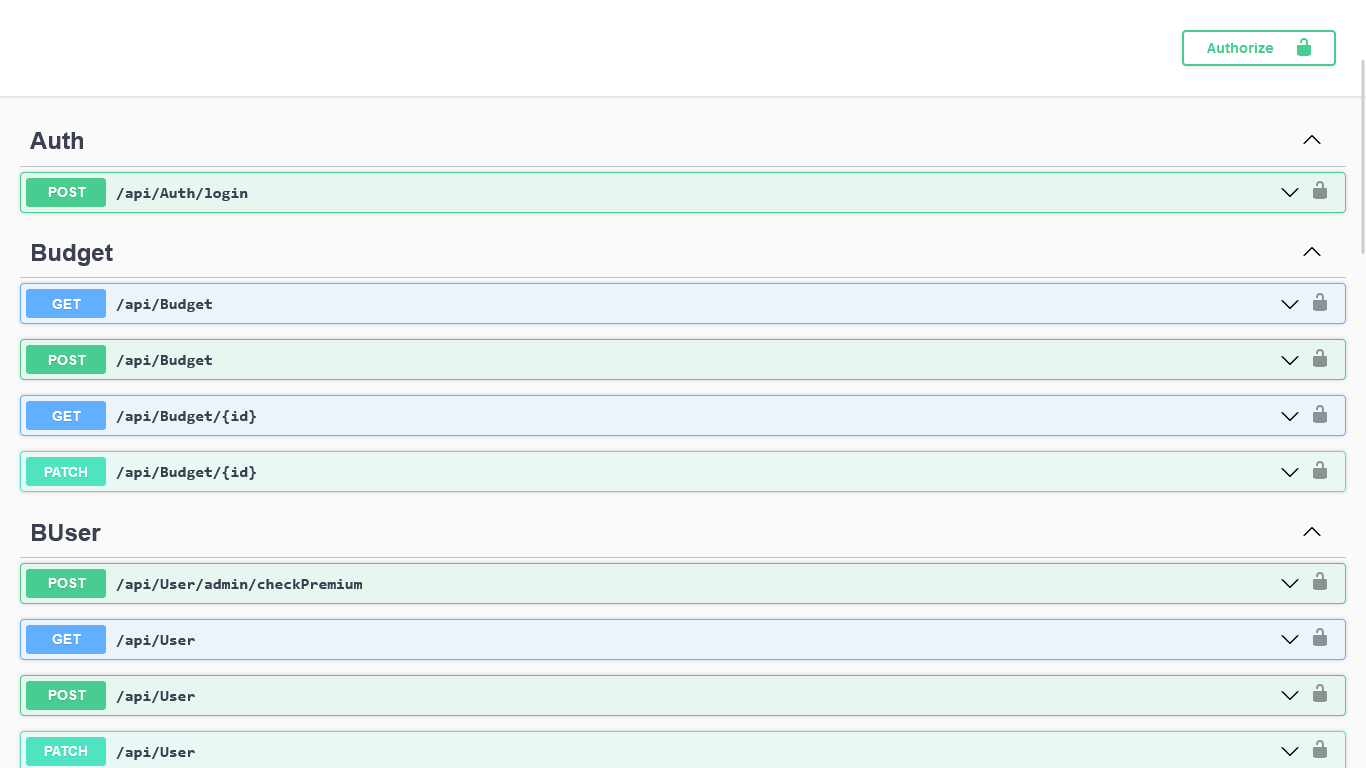 Authorize
Auth
POST /api/Auth/login
Budget
GET /api/Budget
POST /api/Budget
GET /api/Budget/{id}
PATCH /api/Budget/{id}
BUser
POST /api/User/admin/checkPremium
GET /api/User
POST /api/User
PATCH /api/User